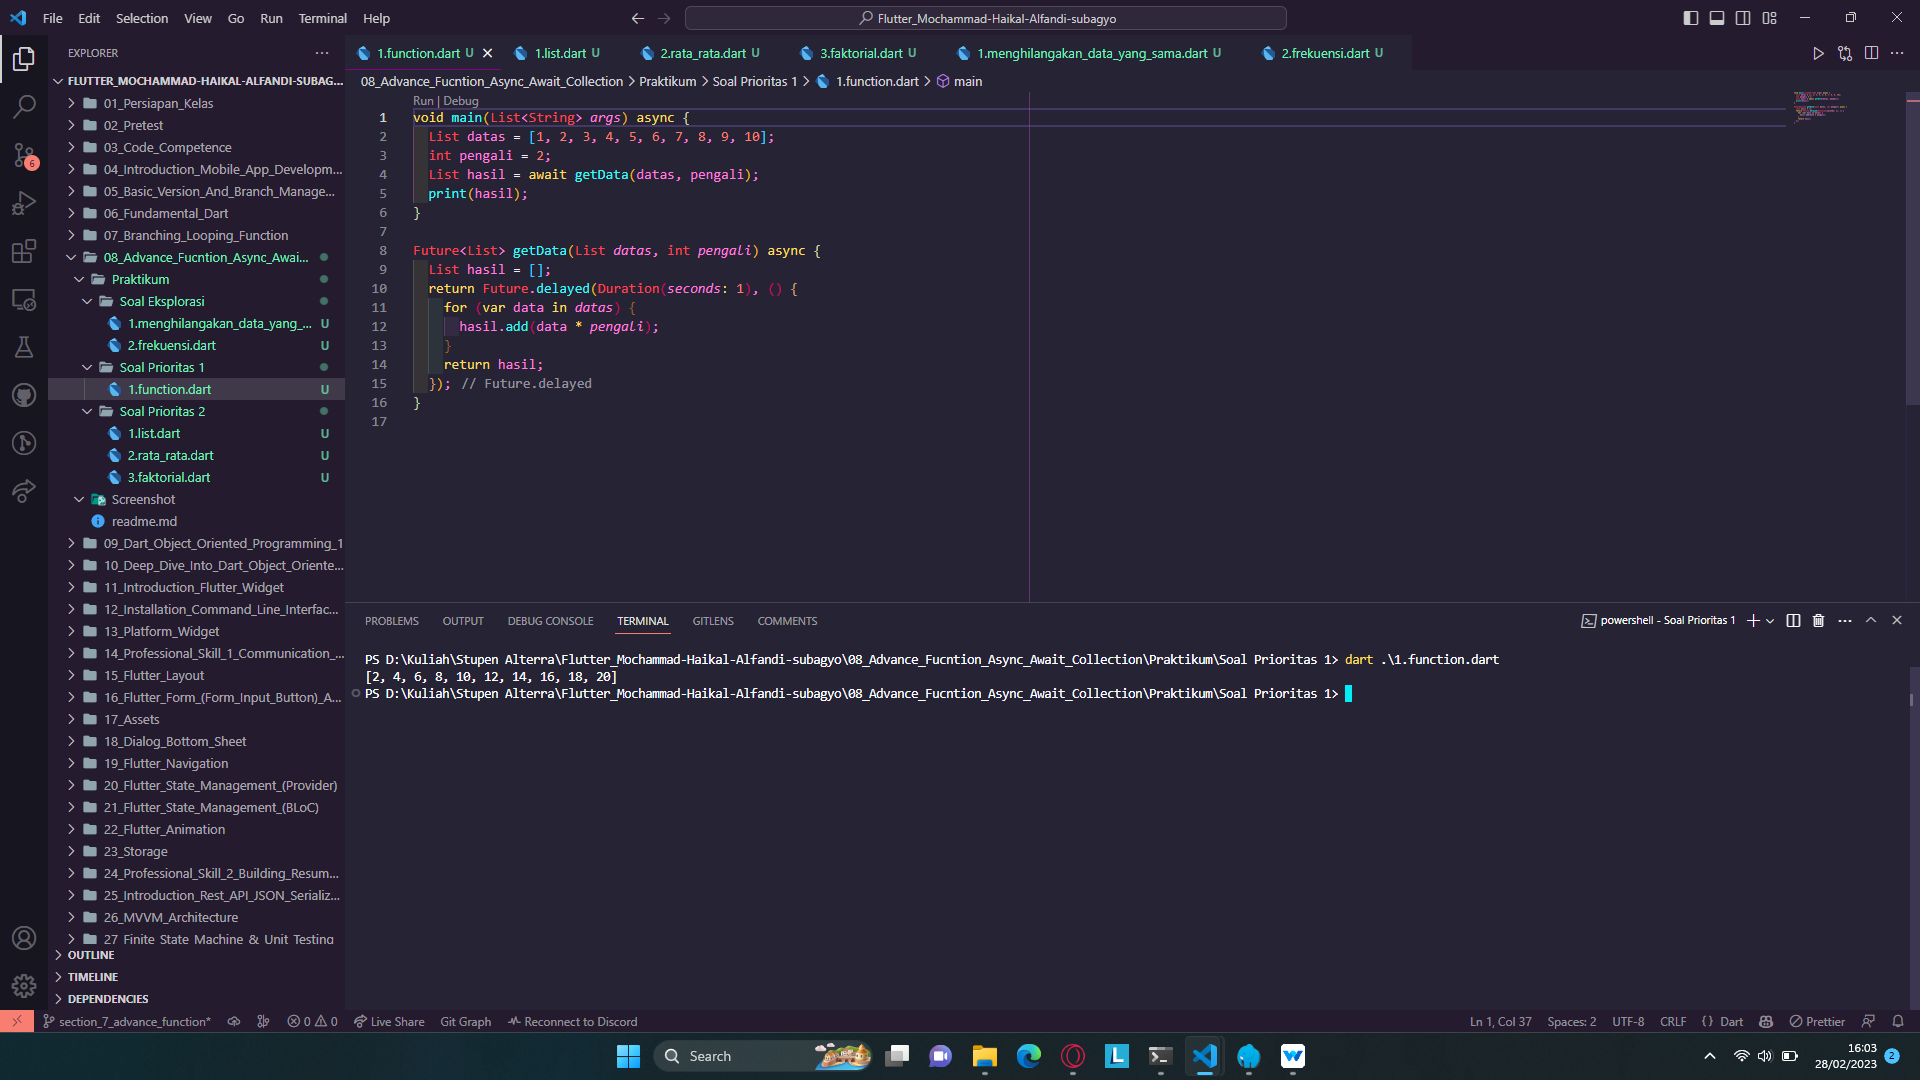 File Edit Selection View Go Run Terminal Help
Flutter_Mochammad-Haikal-Alfandi-subagyo
EXPLORER
FLUTTER_MOCHAMMAD-HAIKAL-ALFANDI-SUBAG...
01_Persiapan_Kelas
02_Pretest
03_Code_Competence
04_Introduction_Mobile_App_Developm...
05_Basic_Version_And_Branch_Manage...
06_Fundamental_Dart
07_Branching_Looping_Function
08_Advance_Fucntion_Async_Awai...
Praktikum
Soal Eksplorasi
1.menghilangakan_data_yang_... U
2.frekuensi.dart U
Soal Prioritas 1
1.function.dart U
Soal Prioritas 2
1.list.dart U
2.rata_rata.dart U
3.faktorial.dart U
Screenshot
readme.md
09_Dart_Object_Oriented_Programming_1
10_Deep_Dive_Into_Dart_Object_Oriente...
11_Introduction_Flutter_Widget
12_Installation_Command_Line_Interfac...
13_Platform_Widget
14_Professional_Skill_1_Communication_...
15_Flutter_Layout
16_Flutter_Form_(Form_Input_Button)_A...
17_Assets
18_Dialog_Bottom_Sheet
19_Flutter_Navigation
20_Flutter_State_Management_(Provider)
21_Flutter_State_Management_(BLoC)
22_Flutter_Animation
23_Storage
24_Professional_Skill_2_Building_Resum...
25_Introduction_Rest_API_JSON_Serializ...
26_MVVM_Architecture
27 Finite State Machine & Unit Testing
OUTLINE
TIMELINE
DEPENDENCIES
6
1.function.dart U 1.list.dart U 2.rata_rata.dart U 3.faktorial.dart U 1.menghilangakan_data_yang_sama.dart U 2.frekuensi.dart U
08_Advance_Fucntion_Async_Await_Collection > Praktikum > Soal Prioritas 1 > 1.function.dart > main
Run | Debug
1 void main(List<String> args) async {
2 List datas = [1, 2, 3, 4, 5, 6, 7, 8, 9, 10];
3 int pengali = 2;
4 List hasil = await getData(datas, pengali);
5 print(hasil);
6 }
7
8 Future<List> getData(List datas, int pengali) async {
9 List hasil = [];
10 return Future.delayed(Duration(seconds: 1), () {
11 for (var data in datas) {
12 hasil.add(data * pengali);
13 }
14 return hasil;
15 }); // Future.delayed
16 }
17
PROBLEMS OUTPUT DEBUG CONSOLE TERMINAL GITLENS COMMENTS
powershell - Soal Prioritas 1
PS D:\Kuliah\Stupen Alterra\Flutter_Mochammad-Haikal-Alfandi-subagyo\08_Advance_Fucntion_Async_Await_Collection\Praktikum\Soal Prioritas 1> dart .\1.function.dart
[2, 4, 6, 8, 10, 12, 14, 16, 18, 20]
PS D:\Kuliah\Stupen Alterra\Flutter_Mochammad-Haikal-Alfandi-subagyo\08_Advance_Fucntion_Async_Await_Collection\Praktikum\Soal Prioritas 1>
section_7_advance_function* 0 0 Live Share Git Graph Reconnect to Discord
Ln 1, Col 37 Spaces: 2 UTF-8 CRLF { } Dart Prettier
Search
L
W
16:03
28/02/2023
2